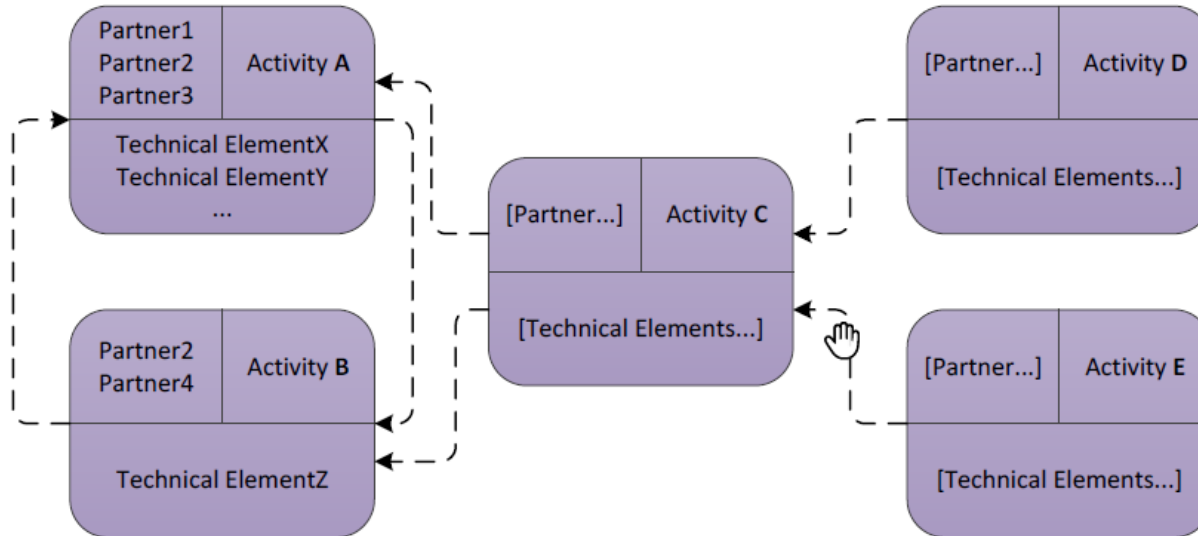 Partner1
Partner2
Partner3
Activity A
Technical ElementX
Technical ElementY
...
Partner2
Partner4
Activity B
Technical ElementZ
[Partner...]
Activity C
[Technical Elements...]
[Partner...]
Activity D
[Technical Elements...]
[Partner...]
Activity E
[Technical Elements...]